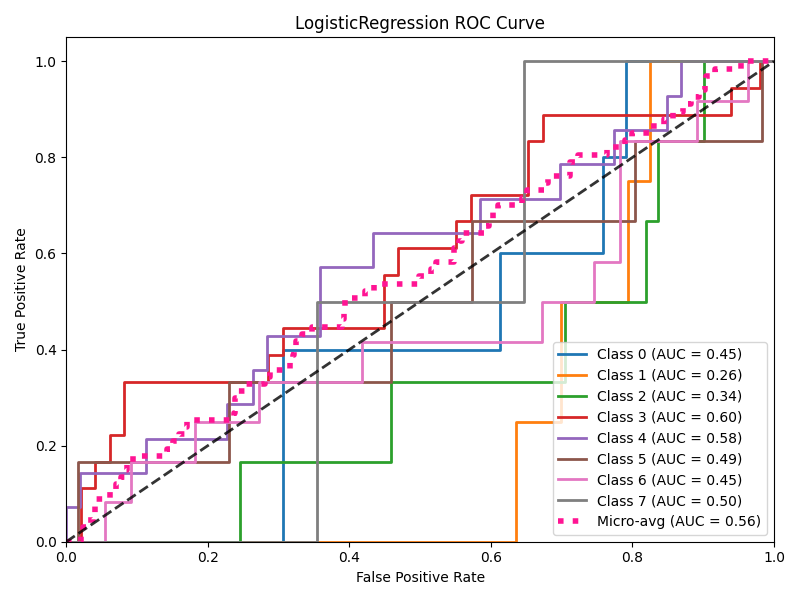 LogisticRegression ROC Curve
True Positive Rate
1.0
0.8
0.6
0.4
0.2
0.0
Class 0 (AUC = 0.45)
Class 1 (AUC = 0.26)
Class 2 (AUC = 0.34)
Class 3 (AUC = 0.60)
Class 4 (AUC = 0.58)
Class 5 (AUC = 0.49)
Class 6 (AUC = 0.45)
Class 7 (AUC = 0.50)
Micro-avg (AUC = 0.56)
0.0 0.2 0.4 0.6 0.8 1.0
False Positive Rate